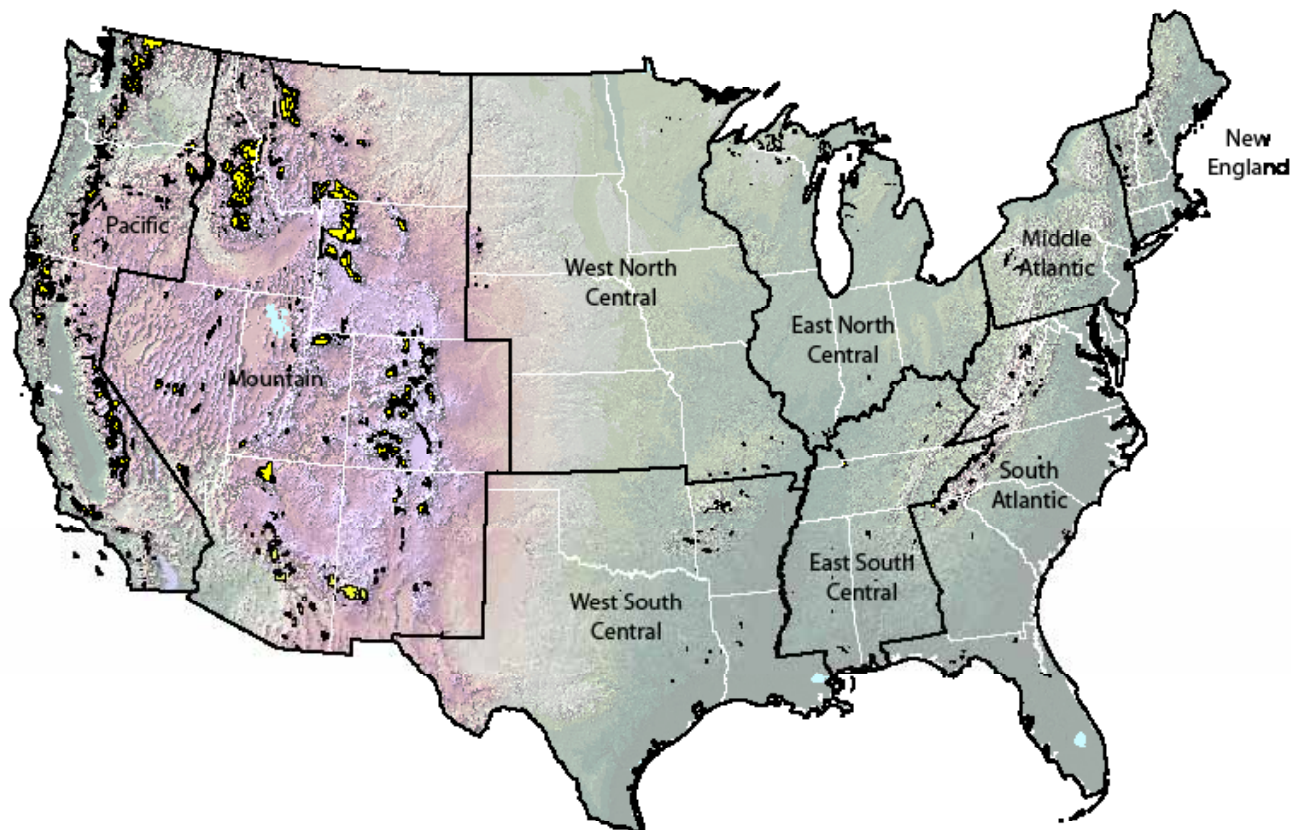 New
England
Pacific
Middle
Atlantic
West North
Central
East North
Central
Mountain
South
Atlantic
East South
Central
West South
Central